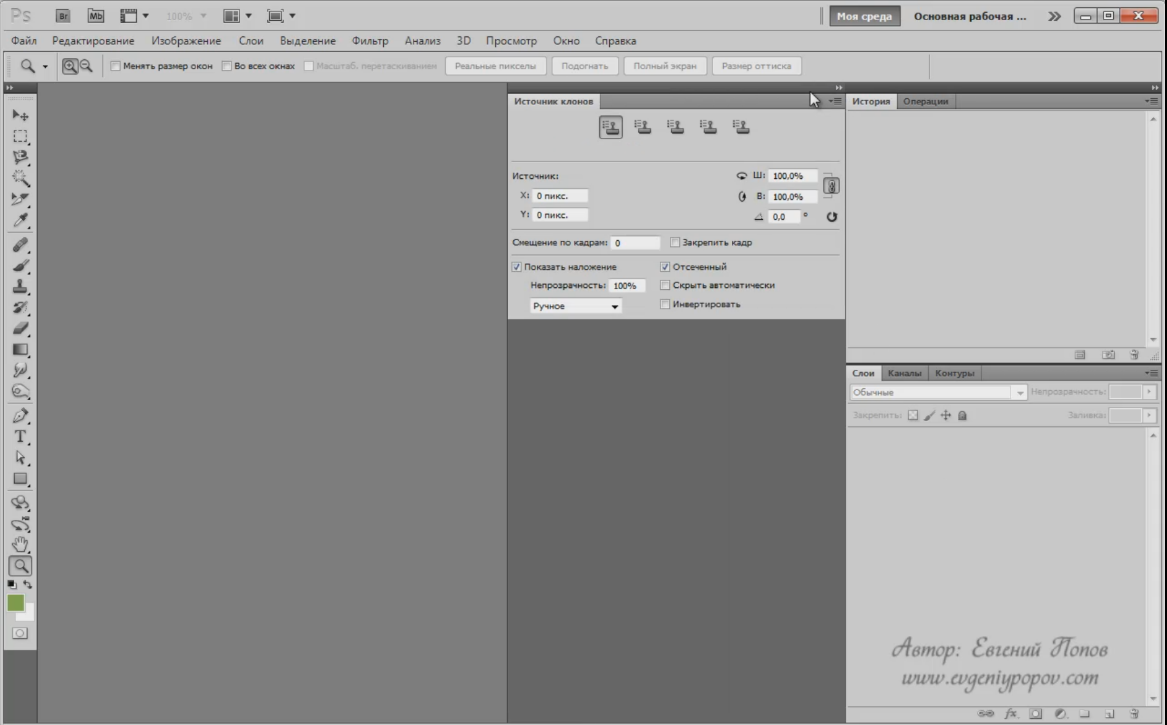 Ps Br Mb 100% Моя среда Основная рабочая ...
Файл Редактирование Изображение Слои Выделение Фильтр Анализ 3D Просмотр Окно Справка
Менять размер окон Во всех окнах Масштаб. перетаскиванием Реальные пикселы Подогнать Полный экран Размер оттиска
Источник клонов
Источник:
Ш: 100,0%
X: 0 пикс.
В: 100,0%
Y: 0 пикс.
0,0 °
Смещение по кадрам: 0 Закрепить кадр
Показать наложение Отсеченный
Непрозрачность: 100% Скрыть автоматически
Ручное Инвертировать
История Операции
Слои Каналы Контуры
Обычные Непрозрачность:
Закрепить: Заливка:
T
fx.
Автор: Евгений Попов
www.evgeniypopov.com